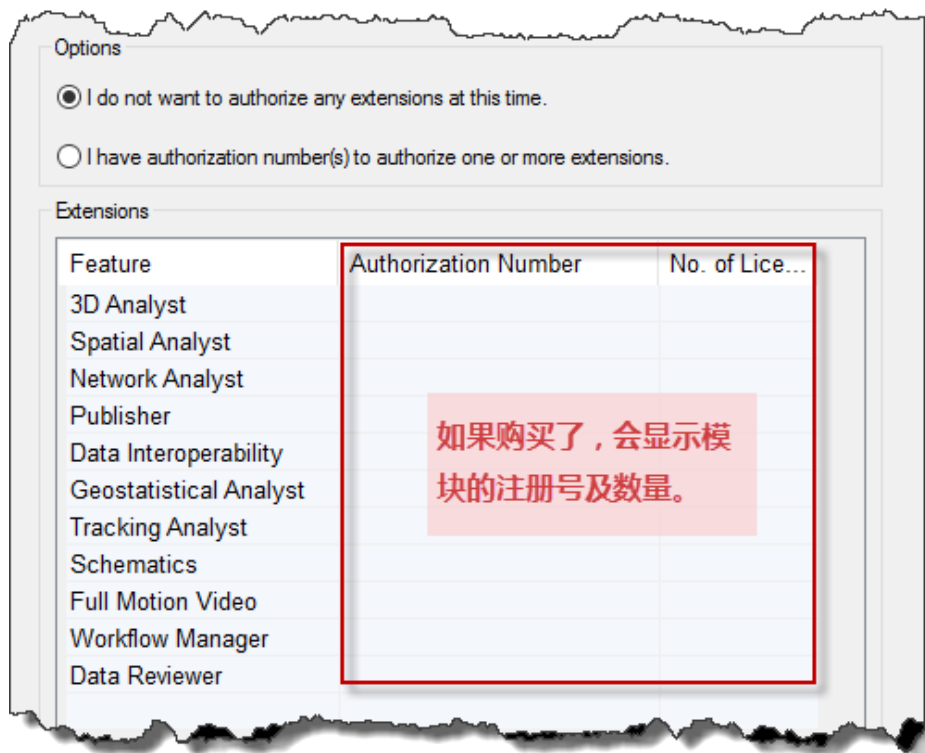 Options
I do not want to authorize any extensions at this time.
I have authorization number(s) to authorize one or more extensions.
Extensions
Feature Authorization Number No. of Lice...
3D Analyst
Spatial Analyst
Network Analyst
Publisher
Data Interoperability
Geostatistical Analyst
Tracking Analyst
Schematics
Full Motion Video
Workflow Manager
Data Reviewer
如果购买了，会显示模
块的注册号及数量。